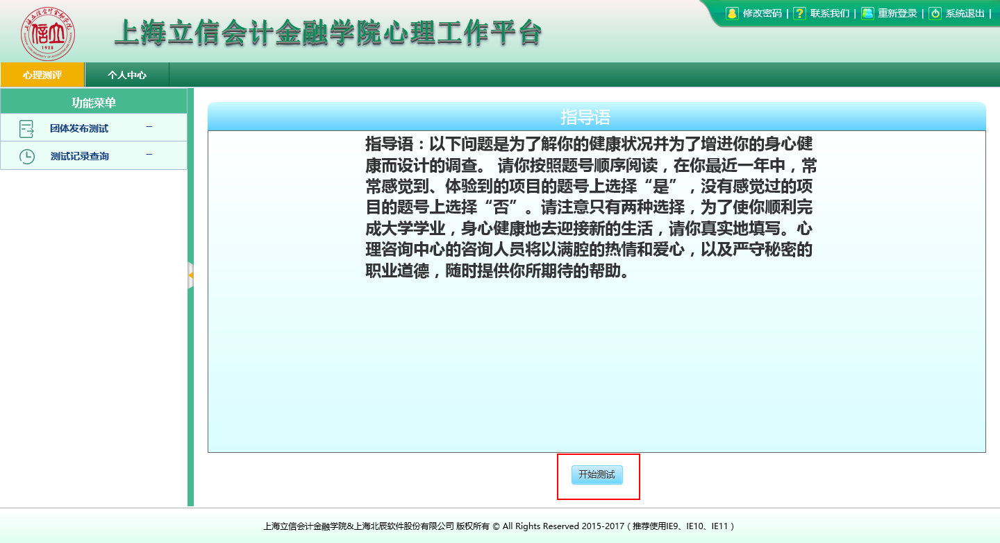 上海立信会计金融学院心理工作平台
修改密码 | 联系我们 | 重新登录 | 系统退出 |
信立
1928
心理测评 个人中心
功能菜单
团体发布测试 −
测试记录查询 −
指导语
指导语：以下问题是为了解你的健康状况并为了增进你的身心健
康而设计的调查。 请你按照题号顺序阅读，在你最近一年中，常
常感觉到、体验到的项目的题号上选择“是”，没有感觉过的项
目的题号上选择“否”。请注意只有两种选择，为了使你顺利完
成大学学业，身心健康地去迎接新的生活，请你真实地填写。心
理咨询中心的咨询人员将以满腔的热情和爱心，以及严守秘密的
职业道德，随时提供你所期待的帮助。
开始测试
上海立信会计金融学院&上海北辰软件股份有限公司 版权所有 © All Rights Reserved 2015-2017 ( 推荐使用IE9、IE10、IE11 )